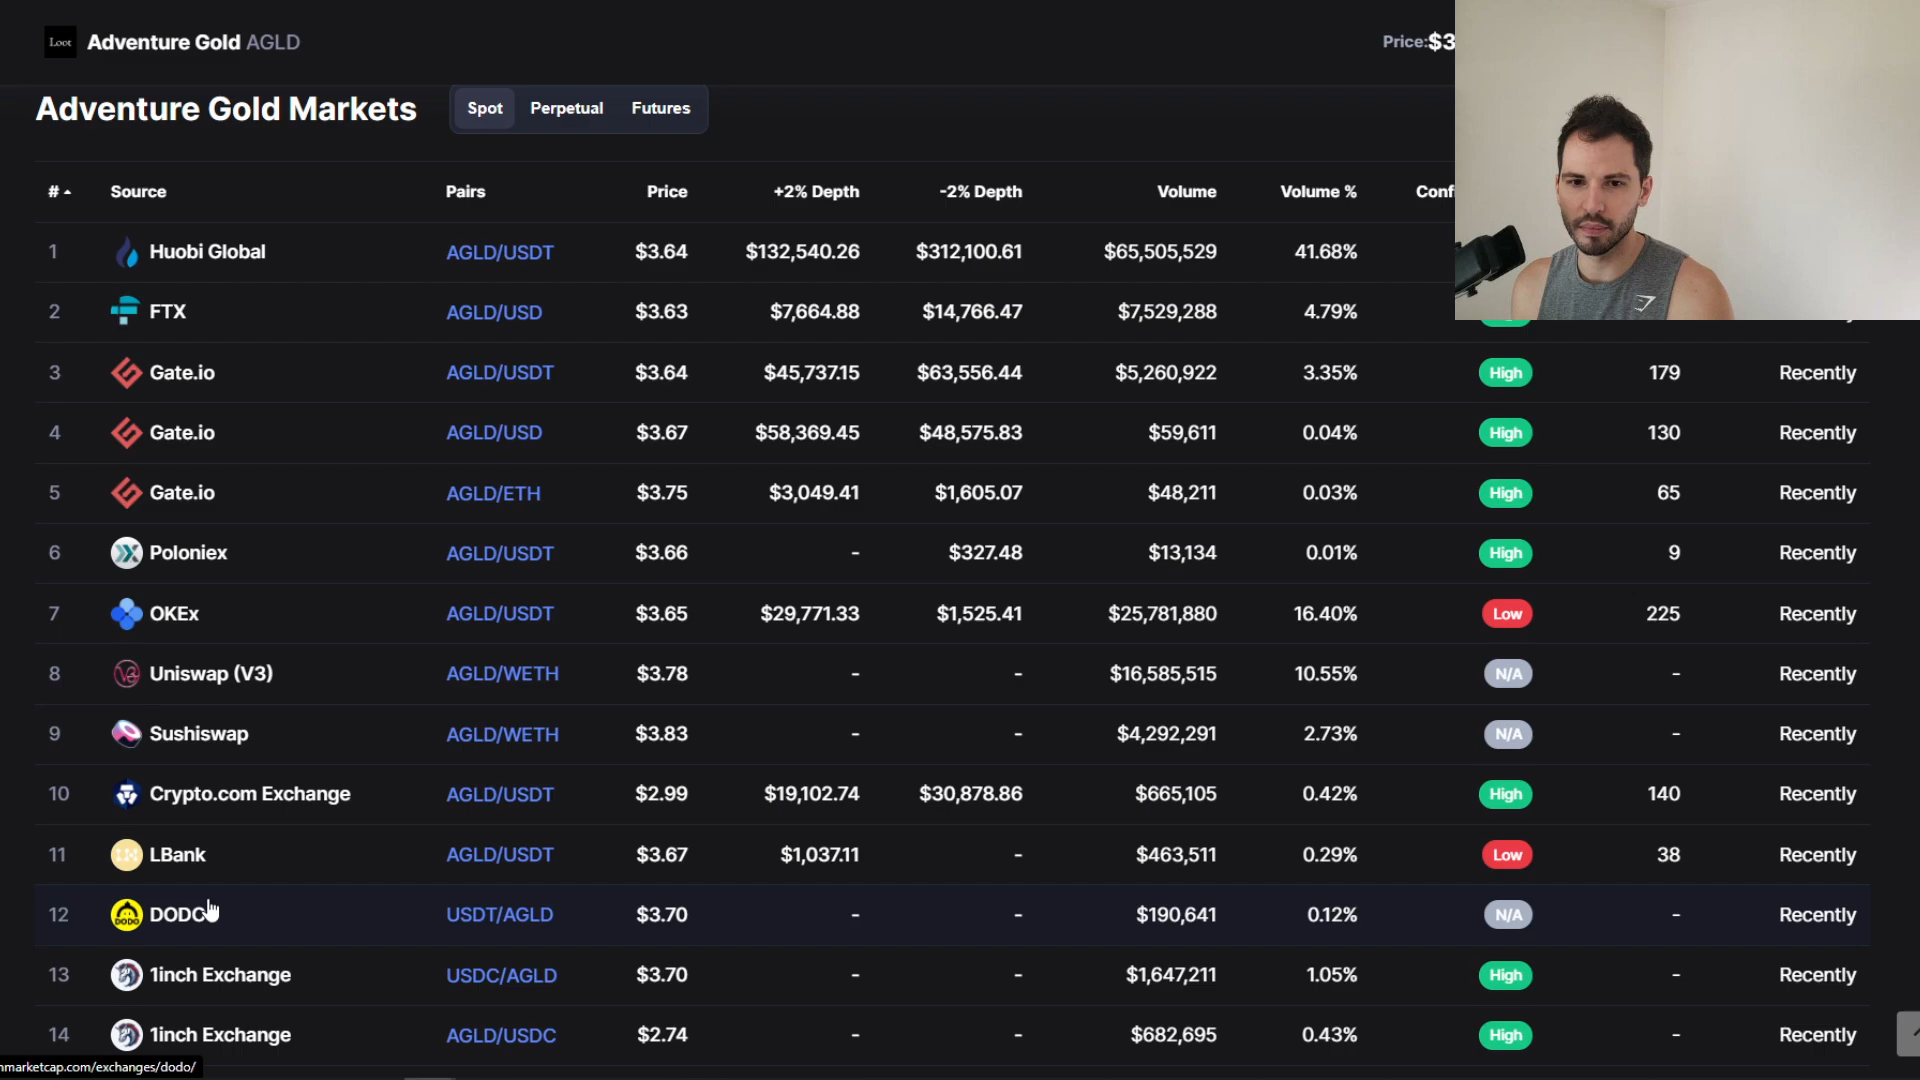 Loot Adventure Gold AGLD Price:$3
Adventure Gold Markets Spot Perpetual Futures
# Source Pairs Price +2% Depth -2% Depth Volume Volume % Conf
1 Huobi Global AGLD/USDT $3.64 $132,540.26 $312,100.61 $65,505,529 41.68%
2 FTX AGLD/USD $3.63 $7,664.88 $14,766.47 $7,529,288 4.79%
3 Gate.io AGLD/USDT $3.64 $45,737.15 $63,556.44 $5,260,922 3.35% High 179 Recently
4 Gate.io AGLD/USD $3.67 $58,369.45 $48,575.83 $59,611 0.04% High 130 Recently
5 Gate.io AGLD/ETH $3.75 $3,049.41 $1,605.07 $48,211 0.03% High 65 Recently
6 Poloniex AGLD/USDT $3.66 - $327.48 $13,134 0.01% High 9 Recently
7 OKEx AGLD/USDT $3.65 $29,771.33 $1,525.41 $25,781,880 16.40% Low 225 Recently
8 Uniswap (V3) AGLD/WETH $3.78 - - $16,585,515 10.55% N/A - Recently
9 Sushiswap AGLD/WETH $3.83 - - $4,292,291 2.73% N/A - Recently
10 Crypto.com Exchange AGLD/USDT $2.99 $19,102.74 $30,878.86 $665,105 0.42% High 140 Recently
11 LBank AGLD/USDT $3.67 $1,037.11 - $463,511 0.29% Low 38 Recently
12 DODO DODO USDT/AGLD $3.70 - - $190,641 0.12% N/A - Recently
13 1inch Exchange USDC/AGLD $3.70 - - $1,647,211 1.05% High - Recently
14 1inch Exchange AGLD/USDC $2.74 - - $682,695 0.43% High - Recently
nmarketcap.com/exchanges/dodo/